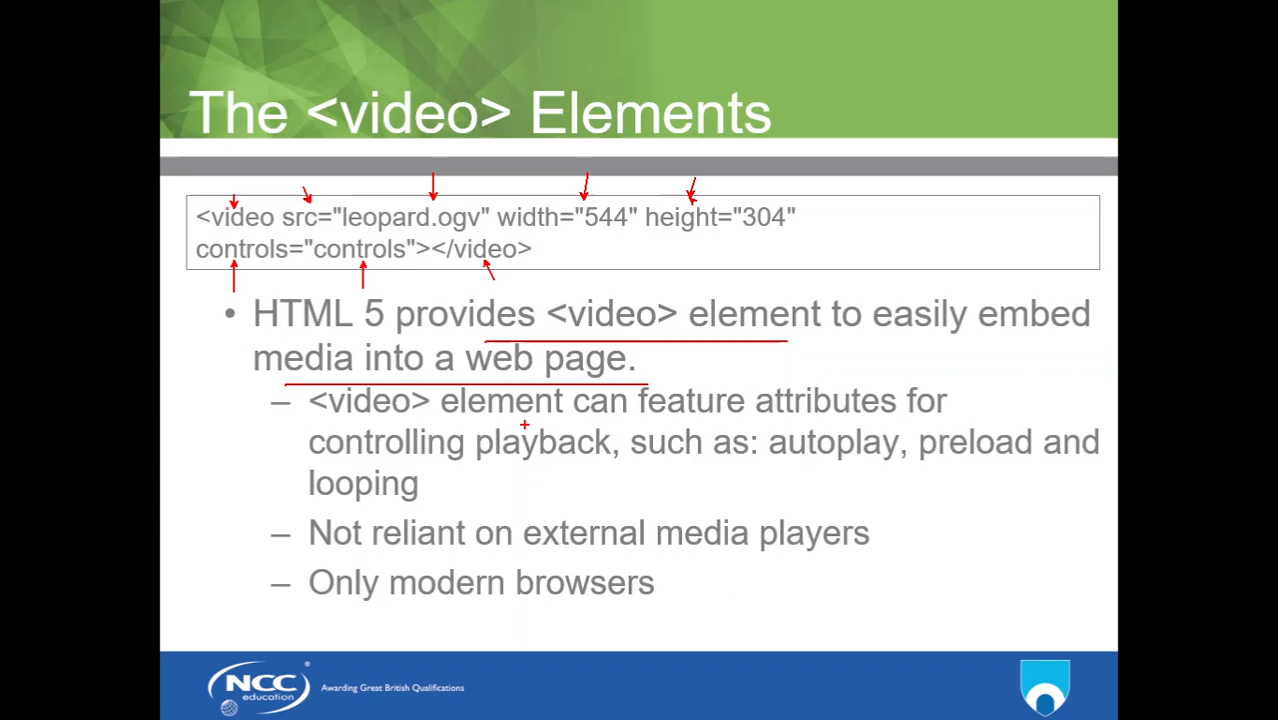 The <video> Elements
<video src="leopard.ogv" width="544" height="304"
controls="controls"></video>
• HTML 5 provides <video> element to easily embed
media into a web page.
– <video> element can feature attributes for
controlling playback, such as: autoplay, preload and
looping
– Not reliant on external media players
– Only modern browsers
NCC
education
Awarding Great British Qualifications